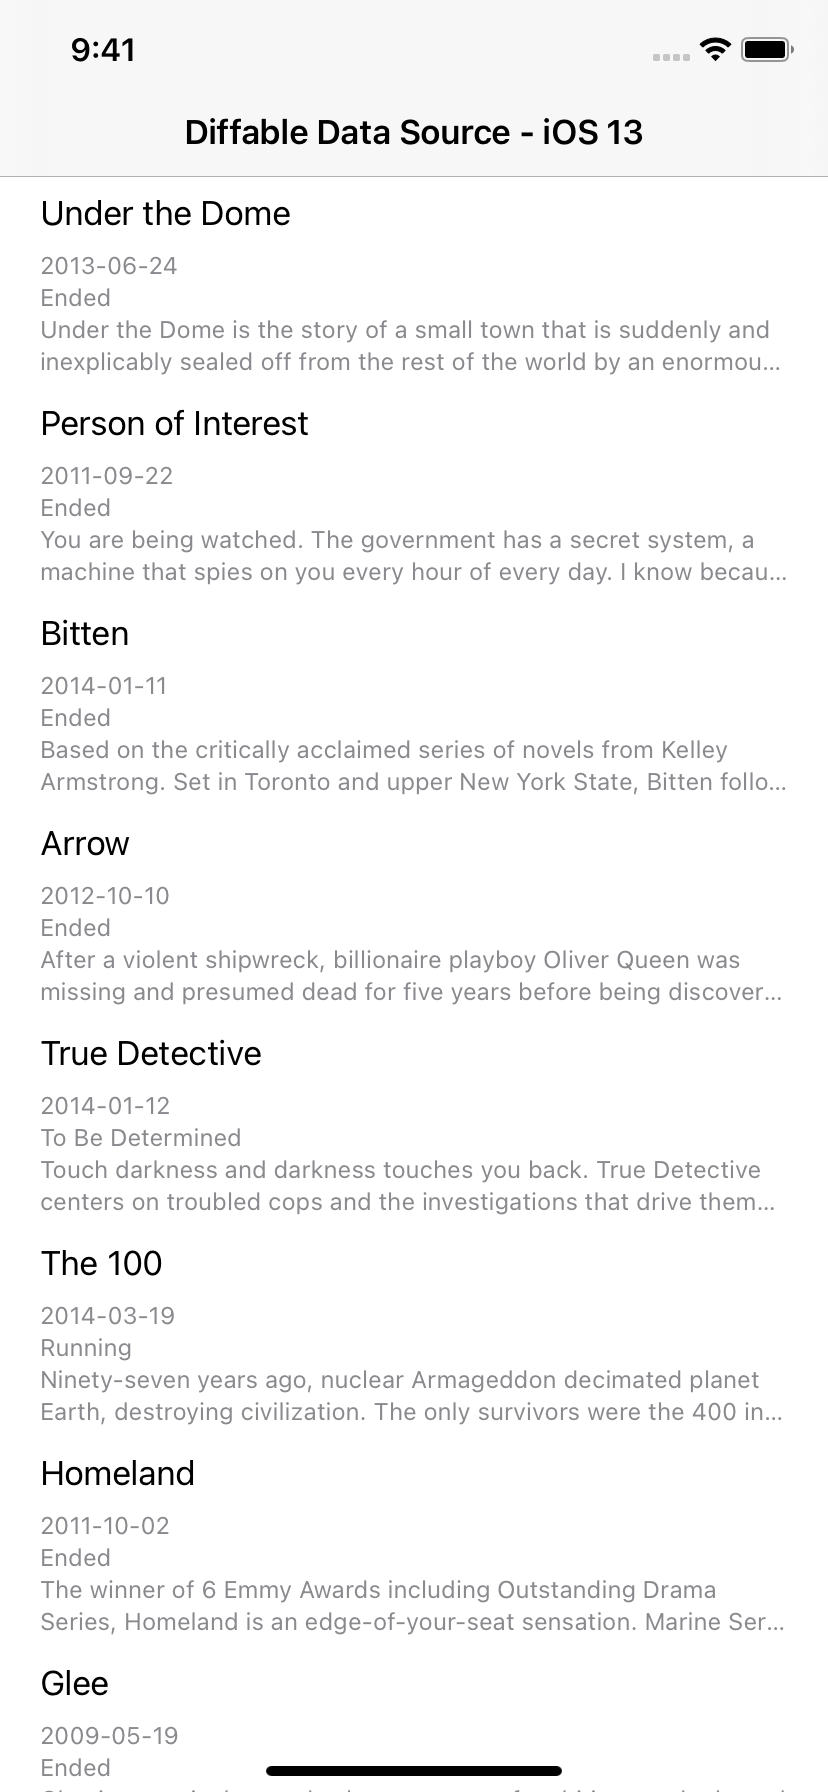 9:41
Diffable Data Source - iOS 13
Under the Dome
2013-06-24
Ended
Under the Dome is the story of a small town that is suddenly and
inexplicably sealed off from the rest of the world by an enormou...
Person of Interest
2011-09-22
Ended
You are being watched. The government has a secret system, a
machine that spies on you every hour of every day. I know becau...
Bitten
2014-01-11
Ended
Based on the critically acclaimed series of novels from Kelley
Armstrong. Set in Toronto and upper New York State, Bitten follo...
Arrow
2012-10-10
Ended
After a violent shipwreck, billionaire playboy Oliver Queen was
missing and presumed dead for five years before being discover...
True Detective
2014-01-12
To Be Determined
Touch darkness and darkness touches you back. True Detective
centers on troubled cops and the investigations that drive them...
The 100
2014-03-19
Running
Ninety-seven years ago, nuclear Armageddon decimated planet
Earth, destroying civilization. The only survivors were the 400 in...
Homeland
2011-10-02
Ended
The winner of 6 Emmy Awards including Outstanding Drama
Series, Homeland is an edge-of-your-seat sensation. Marine Ser...
Glee
2009-05-19
Ended